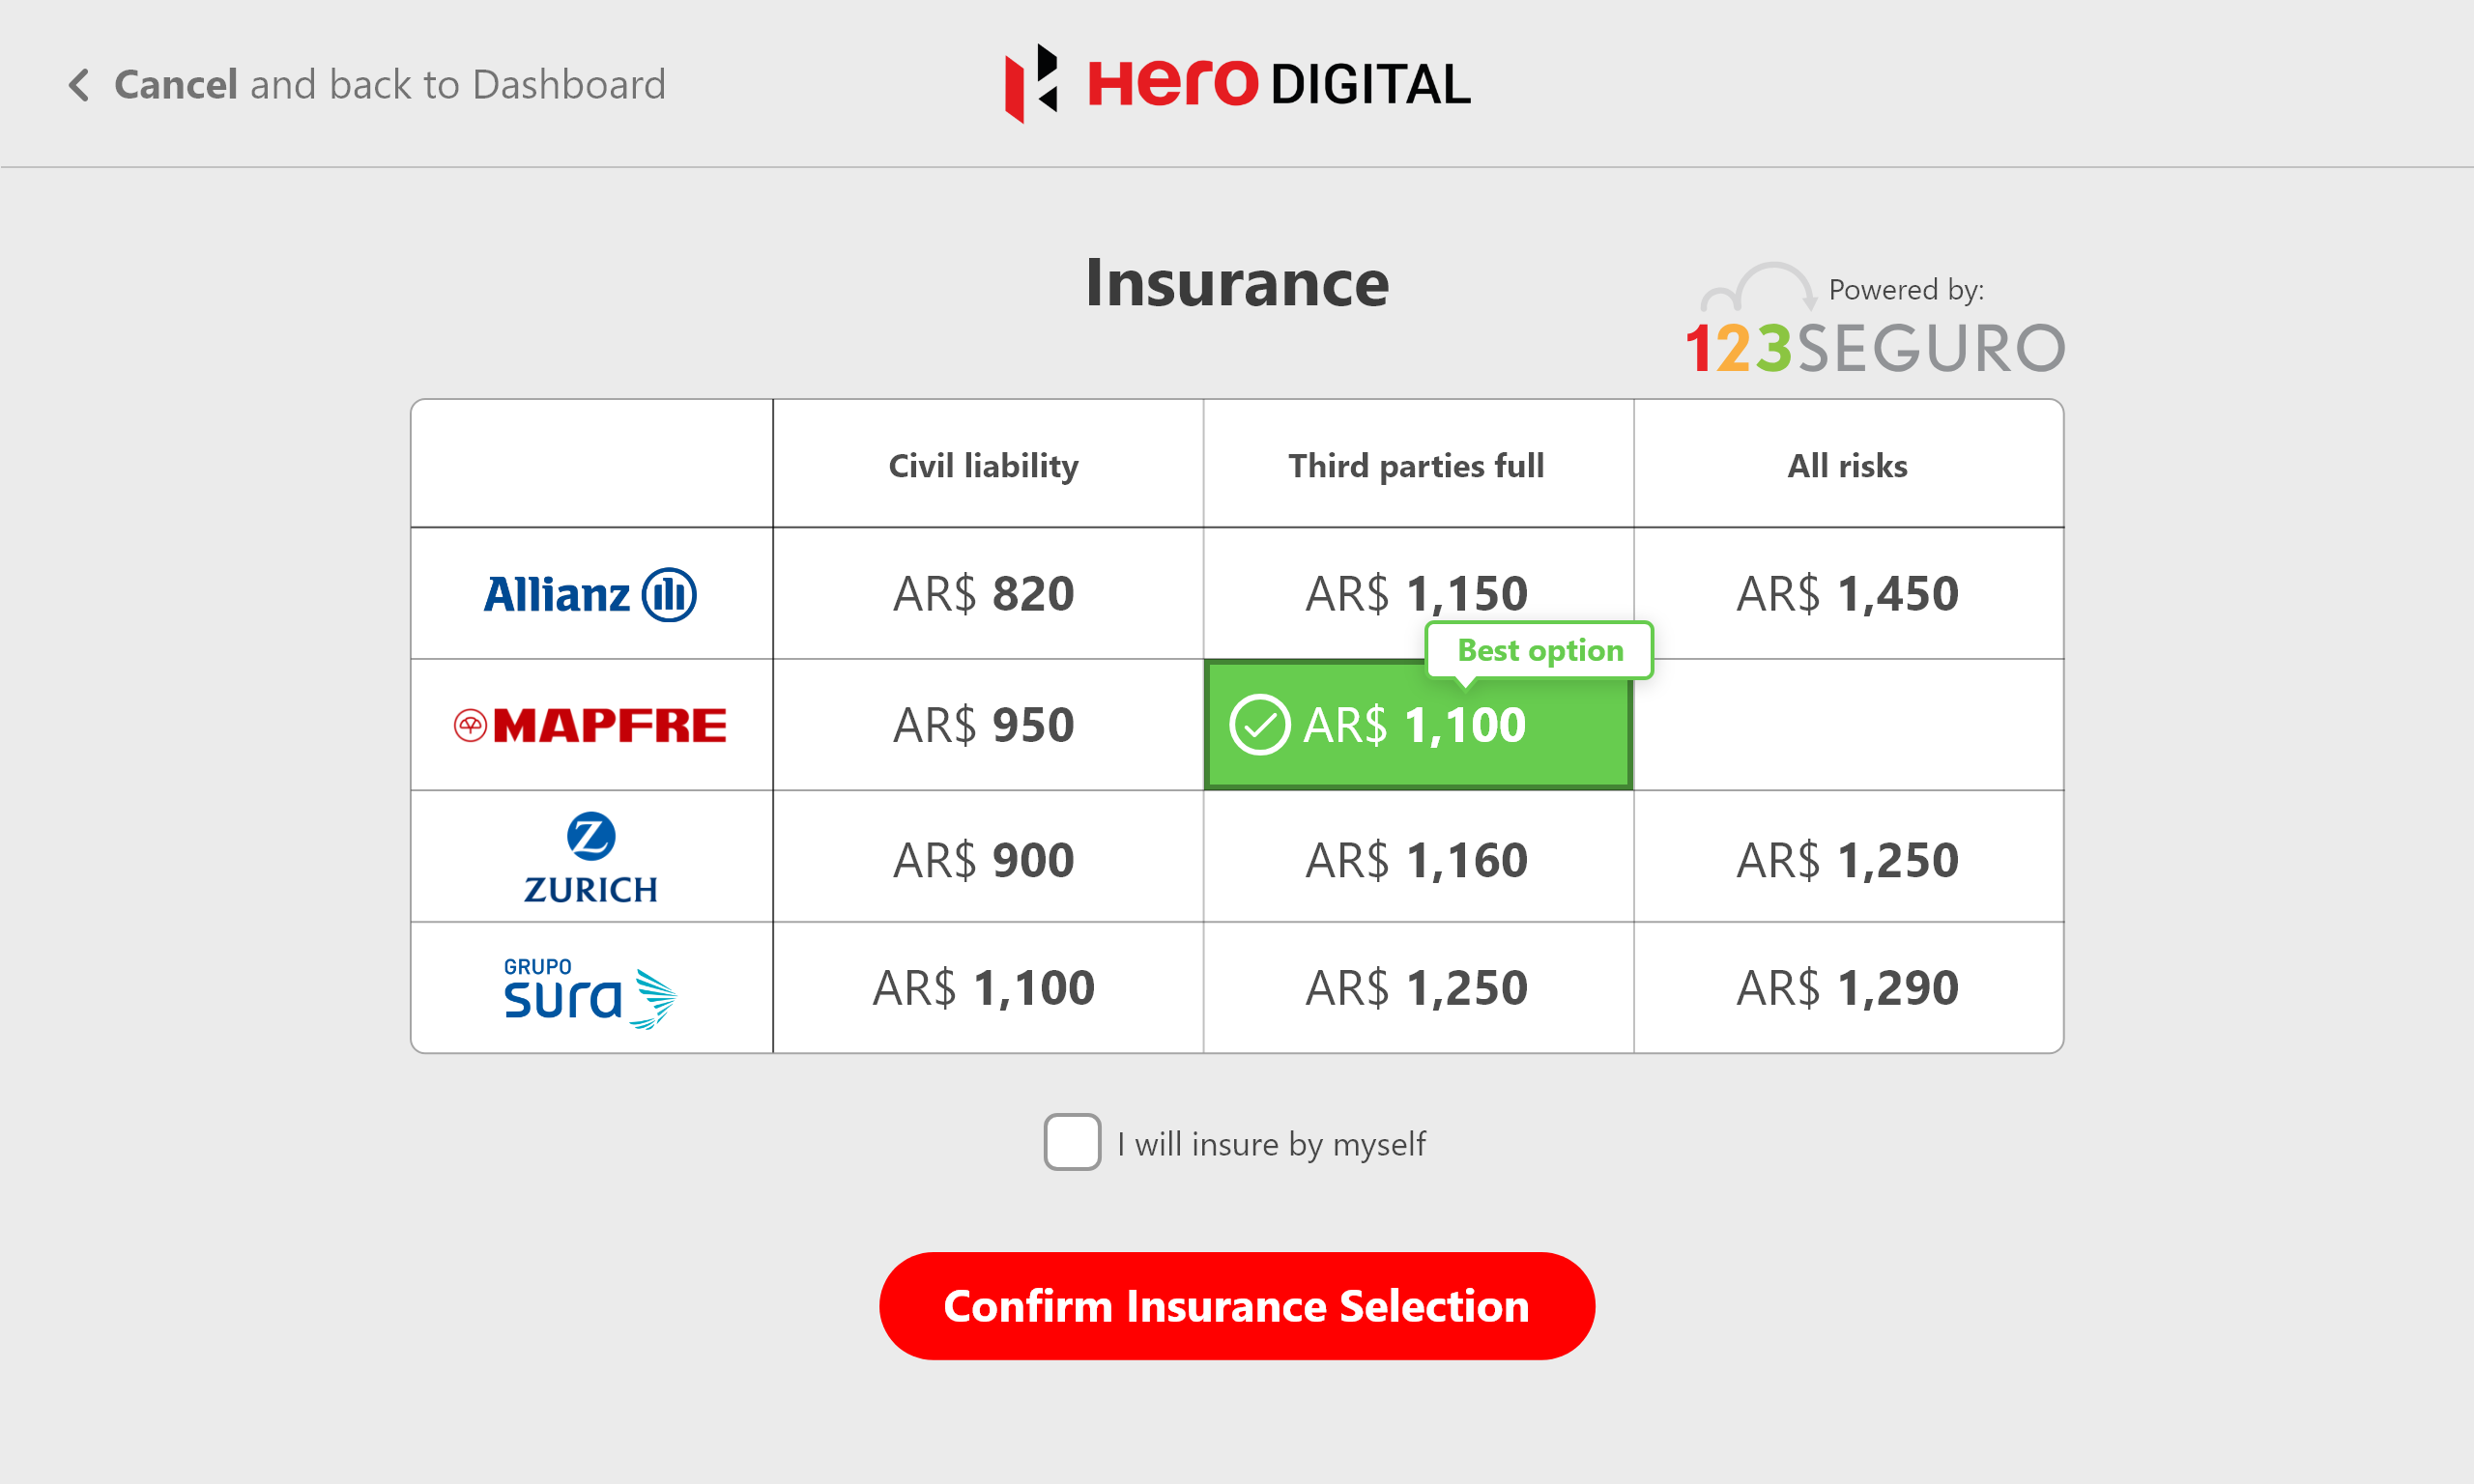 Cancel and back to Dashboard
Hero DIGITAL
Insurance
Powered by:
123SEGURO
Civil liability Third parties full All risks
Allianz AR$ 820 AR$ 1,150 AR$ 1,450
Best option
MAPFRE AR$ 950 AR$ 1,100
Z
ZURICH AR$ 900 AR$ 1,160 AR$ 1,250
GRUPO
sura AR$ 1,100 AR$ 1,250 AR$ 1,290
I will insure by myself
Confirm Insurance Selection